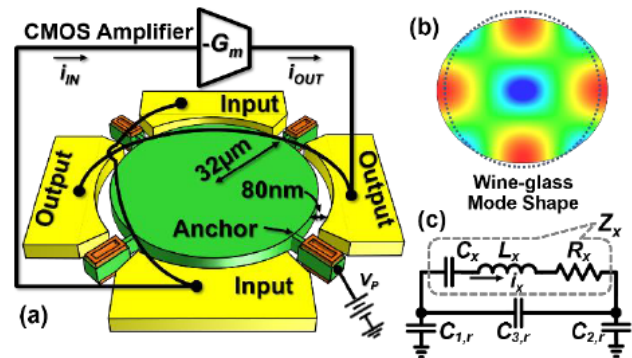 CMOS Amplifier
-Gm
iIN
iOUT
Input
32μm
Output
Output
80nm
Anchor
Input
VP
(a)
(b)
Wine-glass
Mode Shape
(c)
Zx
Cx Lx Rx
ix
C1,r C3,r C2,r